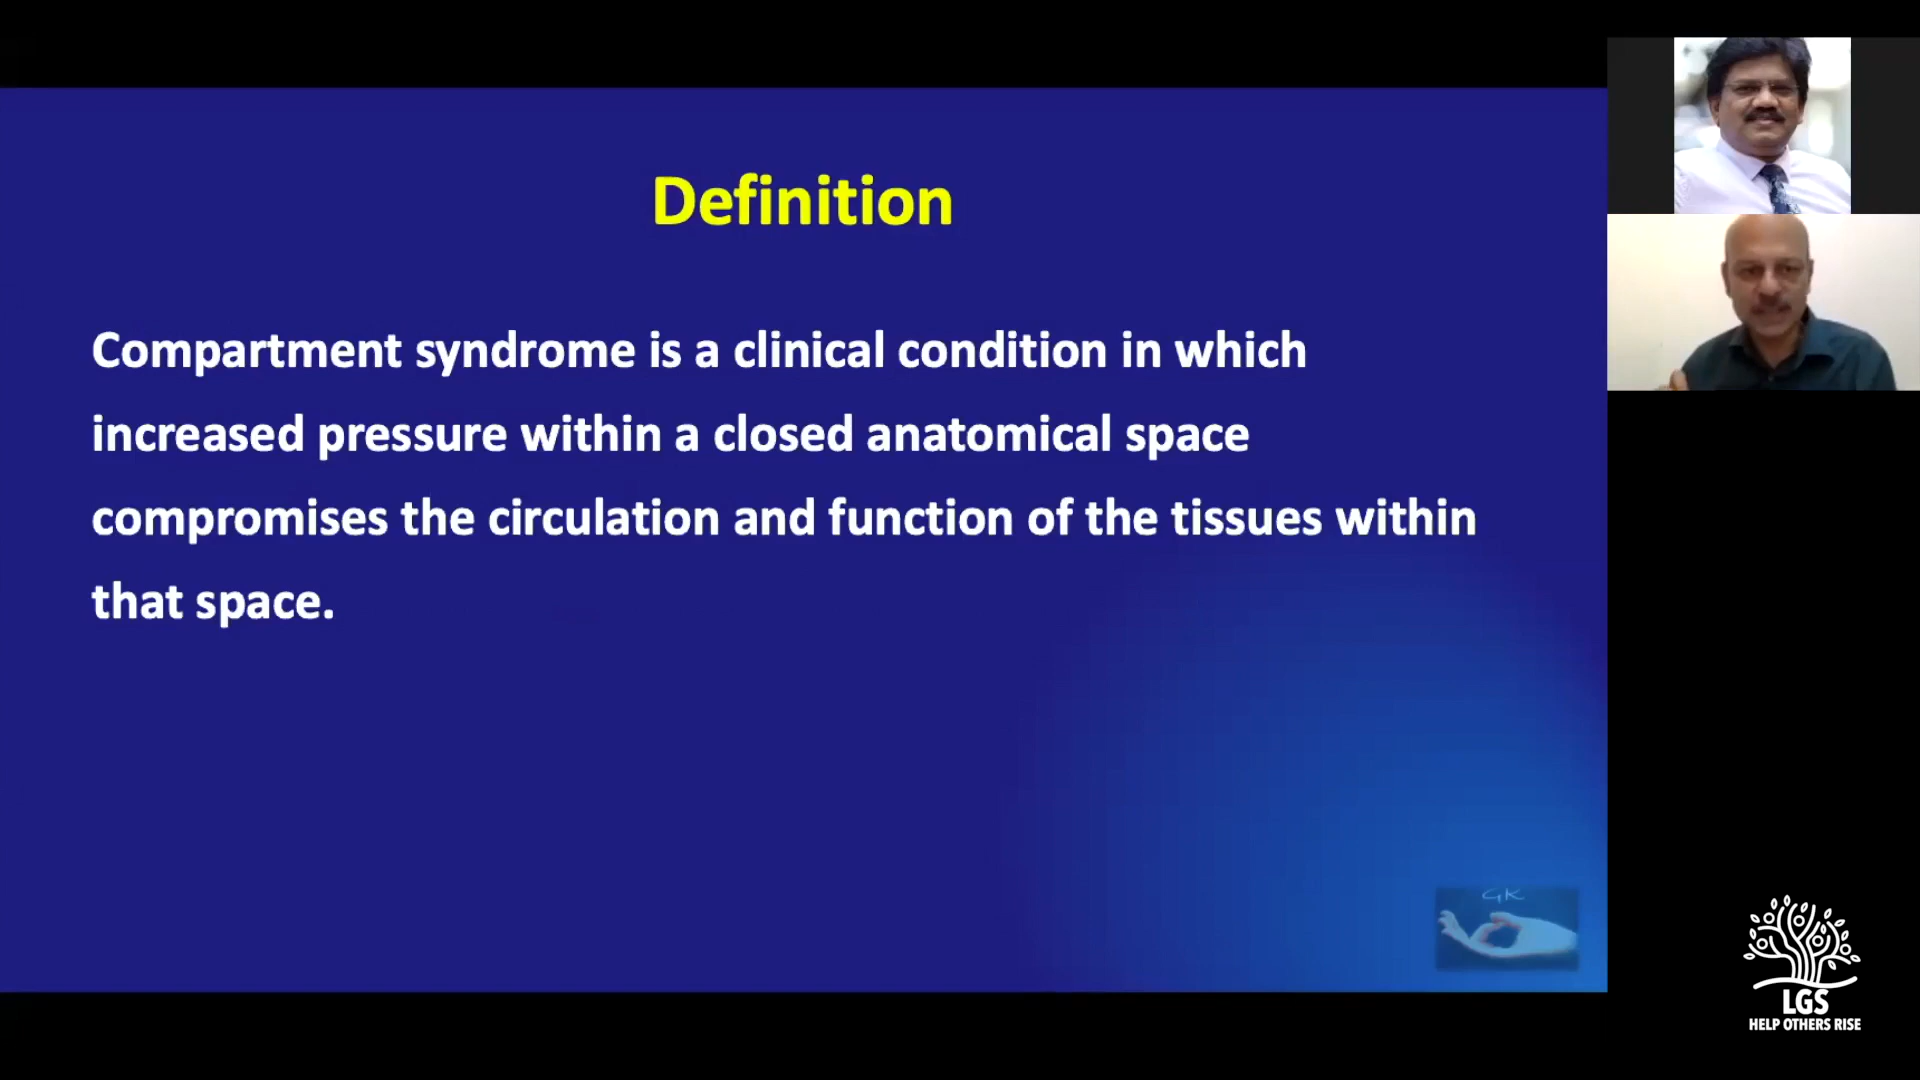 Definition
Compartment syndrome is a clinical condition in which
increased pressure within a closed anatomical space
compromises the circulation and function of the tissues within
that space.
GK
LGS
HELP OTHERS RISE